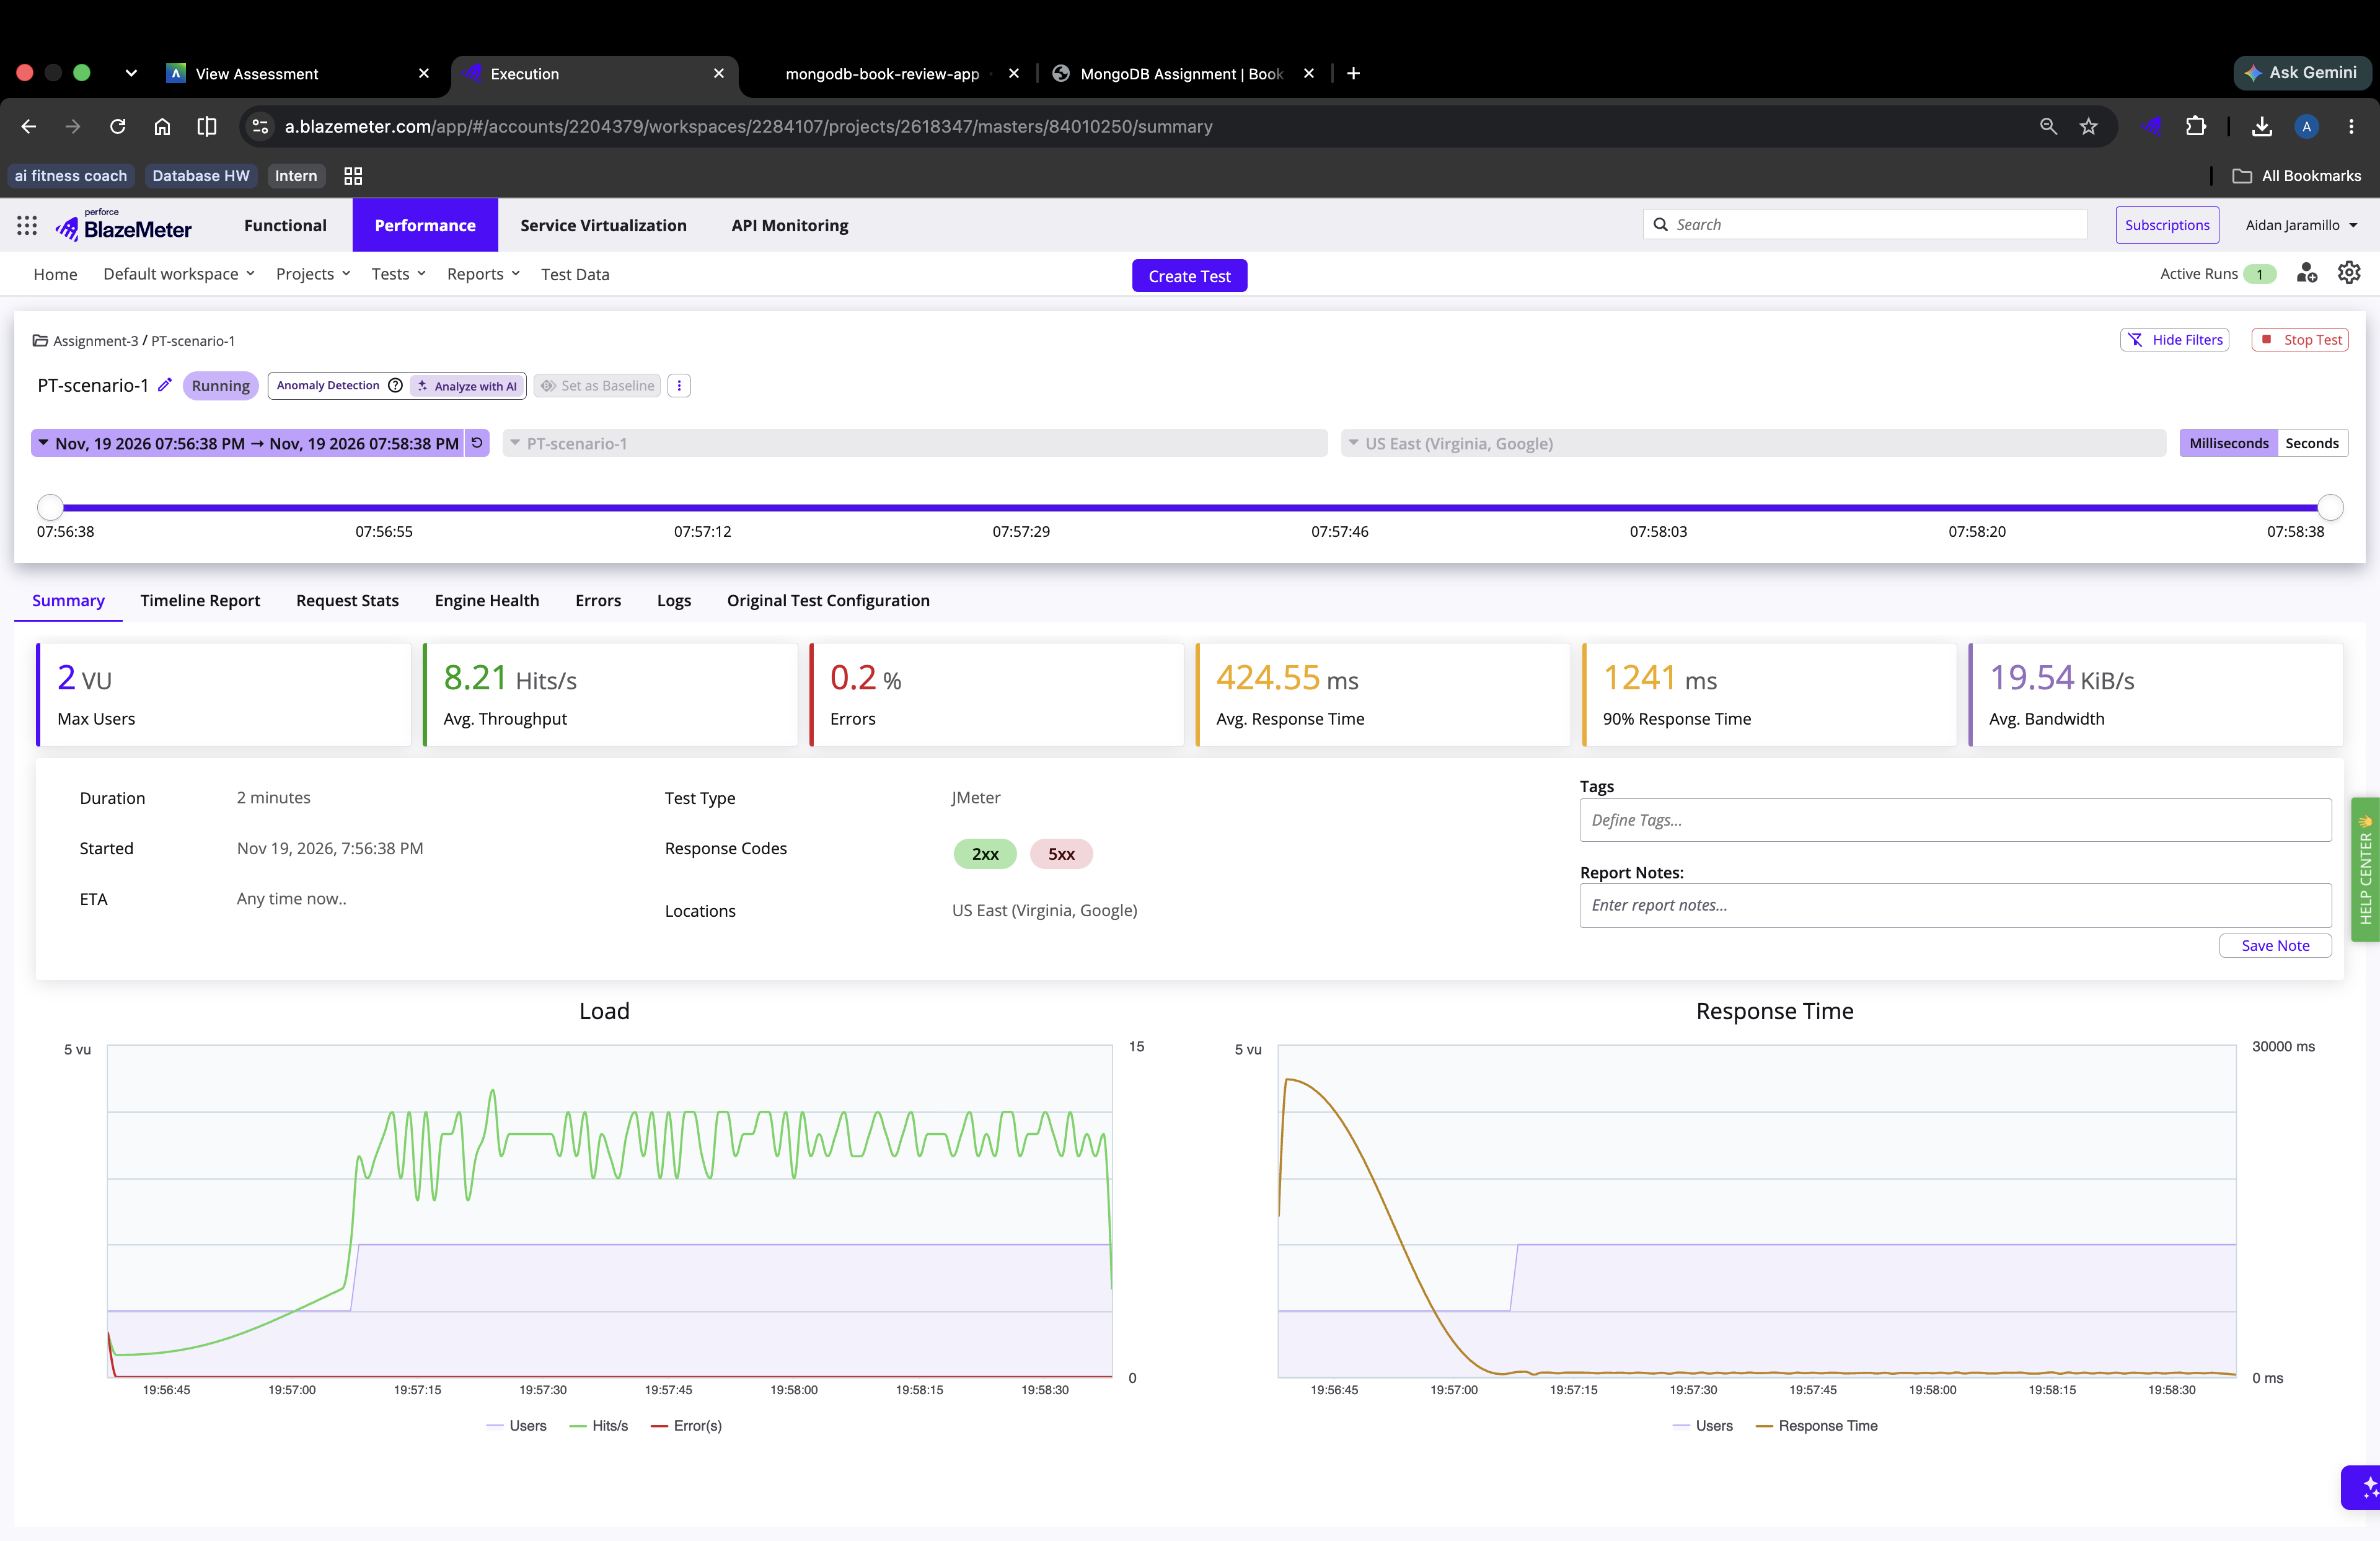 View Assessment
Execution
mongodb-book-review-app
MongoDB Assignment | Book
Ask Gemini
a.blazemeter.com/app/#/accounts/2204379/workspaces/2284107/projects/2618347/masters/84010250/summary
A
ai fitness coach
Database HW
Intern
All Bookmarks
perforce
BlazeMeter
Functional
Performance
Service Virtualization
API Monitoring
Search
Subscriptions
Aidan Jaramillo
Home
Default workspace
Projects
Tests
Reports
Test Data
Create Test
Active Runs 1
Assignment-3 / PT-scenario-1
Hide Filters
Stop Test
PT-scenario-1
Running
Anomaly Detection ?
Analyze with AI
Set as Baseline
Nov, 19 2026 07:56:38 PM → Nov, 19 2026 07:58:38 PM
PT-scenario-1
US East (Virginia, Google)
Milliseconds
Seconds
07:56:38 07:56:55 07:57:12 07:57:29 07:57:46 07:58:03 07:58:20 07:58:38
Summary
Timeline Report
Request Stats
Engine Health
Errors
Logs
Original Test Configuration
2 VU
Max Users
8.21 Hits/s
Avg. Throughput
0.2 %
Errors
424.55 ms
Avg. Response Time
1241 ms
90% Response Time
19.54 KiB/s
Avg. Bandwidth
Duration 2 minutes
Started Nov 19, 2026, 7:56:38 PM
ETA Any time now..
Test Type JMeter
Response Codes 2xx 5xx
Locations US East (Virginia, Google)
Tags
Define Tags...
Report Notes:
Enter report notes...
Save Note
HELP CENTER
Load
5 vu
15
0
19:56:45 19:57:00 19:57:15 19:57:30 19:57:45 19:58:00 19:58:15 19:58:30
Users Hits/s Error(s)
Response Time
5 vu
30000 ms
0 ms
19:56:45 19:57:00 19:57:15 19:57:30 19:57:45 19:58:00 19:58:15 19:58:30
Users Response Time